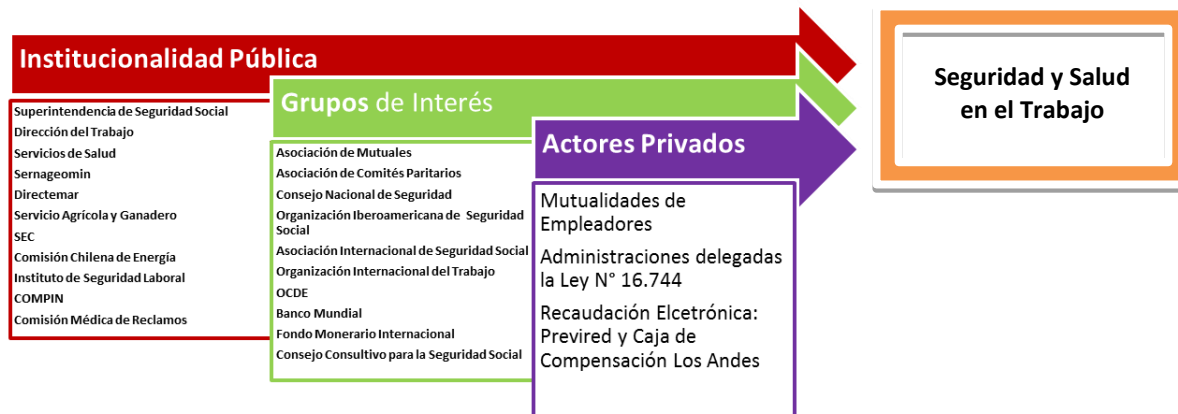 Institucionalidad Pública
Superintendencia de Seguridad Social
Dirección del Trabajo
Servicios de Salud
Sernageomin
Directemar
Servicio Agrícola y Ganadero
SEC
Comisión Chilena de Energía
Instituto de Seguridad Laboral
COMPIN
Comisión Médica de Reclamos
Grupos de Interés
Asociación de Mutuales
Asociación de Comités Paritarios
Consejo Nacional de Seguridad
Organización Iberoamericana de Seguridad
Social
Asociación Internacional de Seguridad Social
Organización Internacional del Trabajo
OCDE
Banco Mundial
Fondo Monerario Internacional
Consejo Consultivo para la Seguridad Social
Actores Privados
Mutualidades de
Empleadores
Administraciones delegadas
la Ley N° 16.744
Recaudación Elcetrónica:
Previred y Caja de
Compensación Los Andes
Seguridad y Salud
en el Trabajo